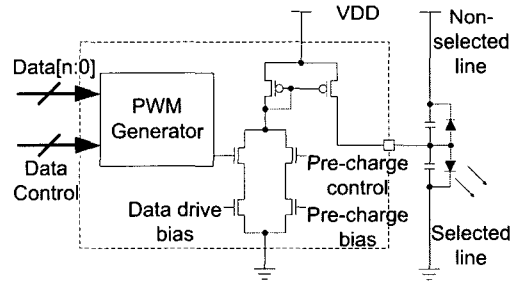 VDD
Non-
selected
line
Data[n:0]
PWM
Generator
Data
Control
Pre-charge
control
Data drive
bias
Pre-charge
bias
Selected
line